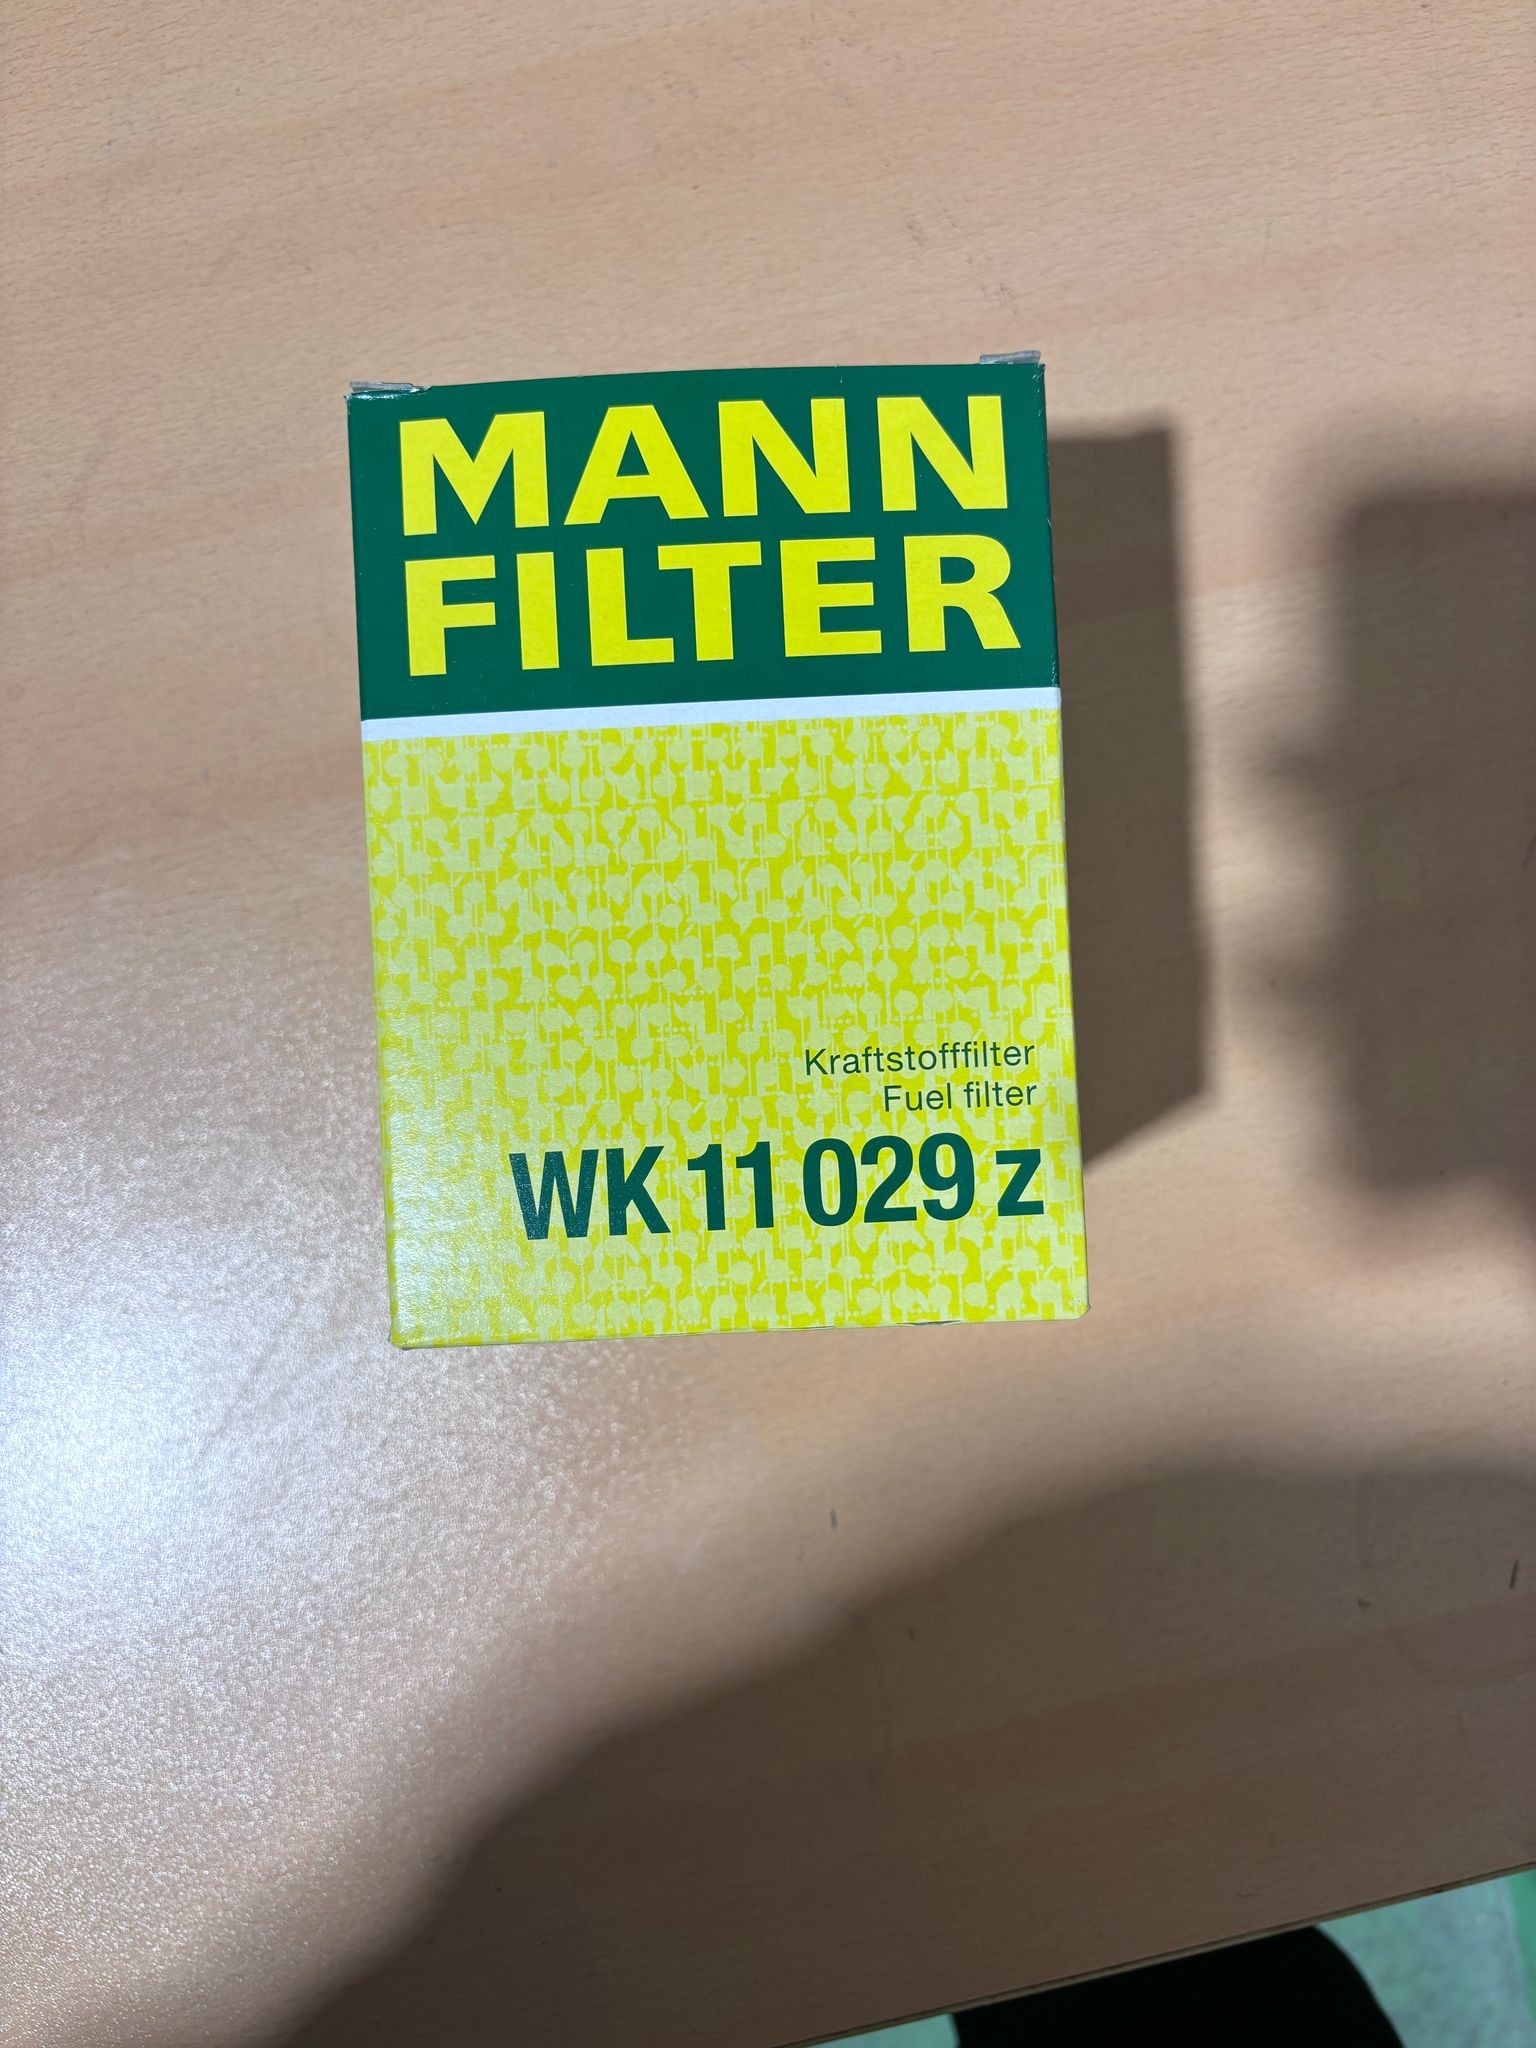 MANN
FILTER
Kraftstofffilter
Fuel filter
WK 11 029 z